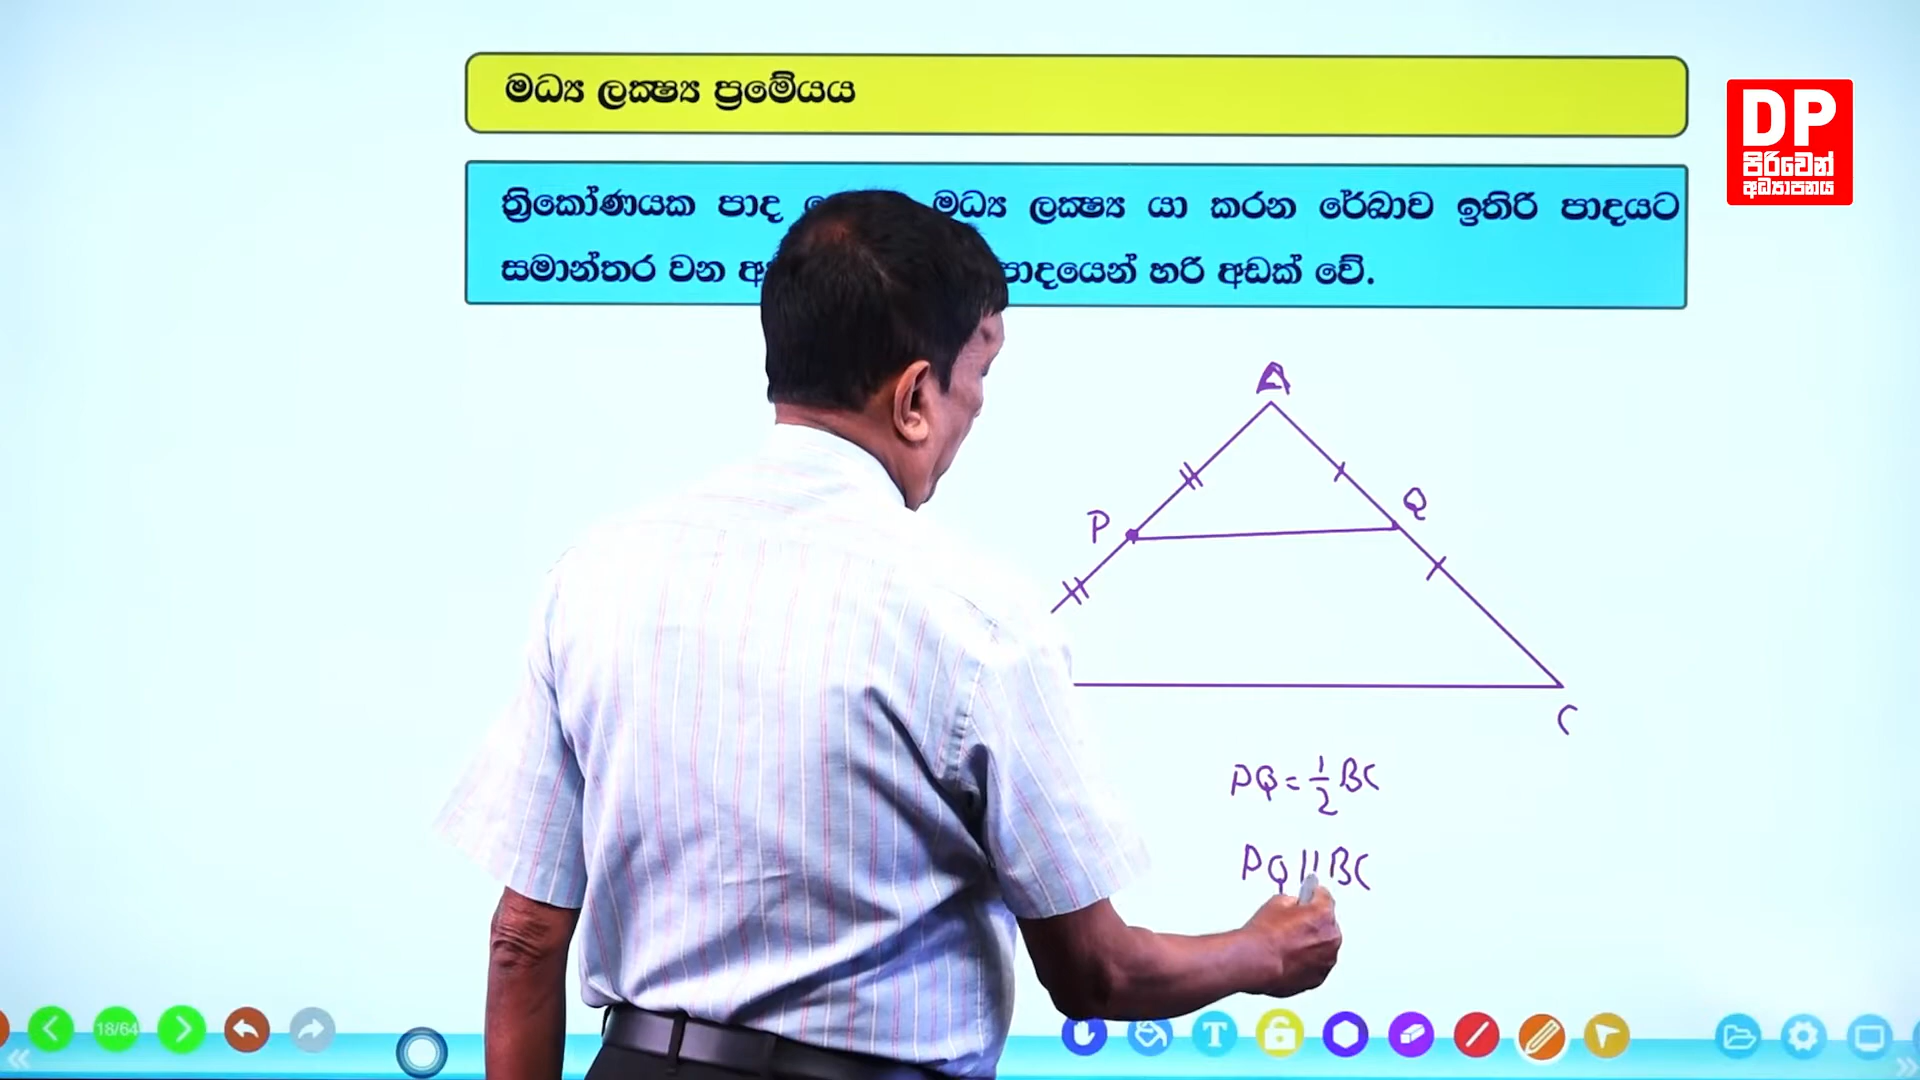 මධ්‍ය ලක්‍ෂ්‍ය ප්‍රමේයය
DP
පිරිවෙන්
අධ්‍යාපනය
ත්‍රිකෝණයක පාද මධ්‍ය ලක්‍ෂ්‍ය යා කරන රේඛාව ඉතිරි පාදයට
සමාන්තර වන පාදයෙන් හරි අඩක් වේ.
A
P
Q
C
PQ = 1/2 BC
PQ || BC
18/64
T